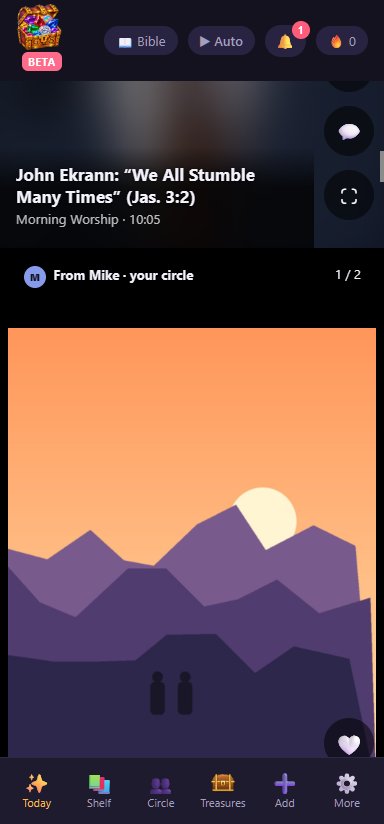 BETA
Bible
Auto
1
0
John Ekrann: “We All Stumble
Many Times” (Jas. 3:2)
Morning Worship · 10:05
M
From Mike · your circle
1 / 2
Today
Shelf
Circle
Treasures
Add
More